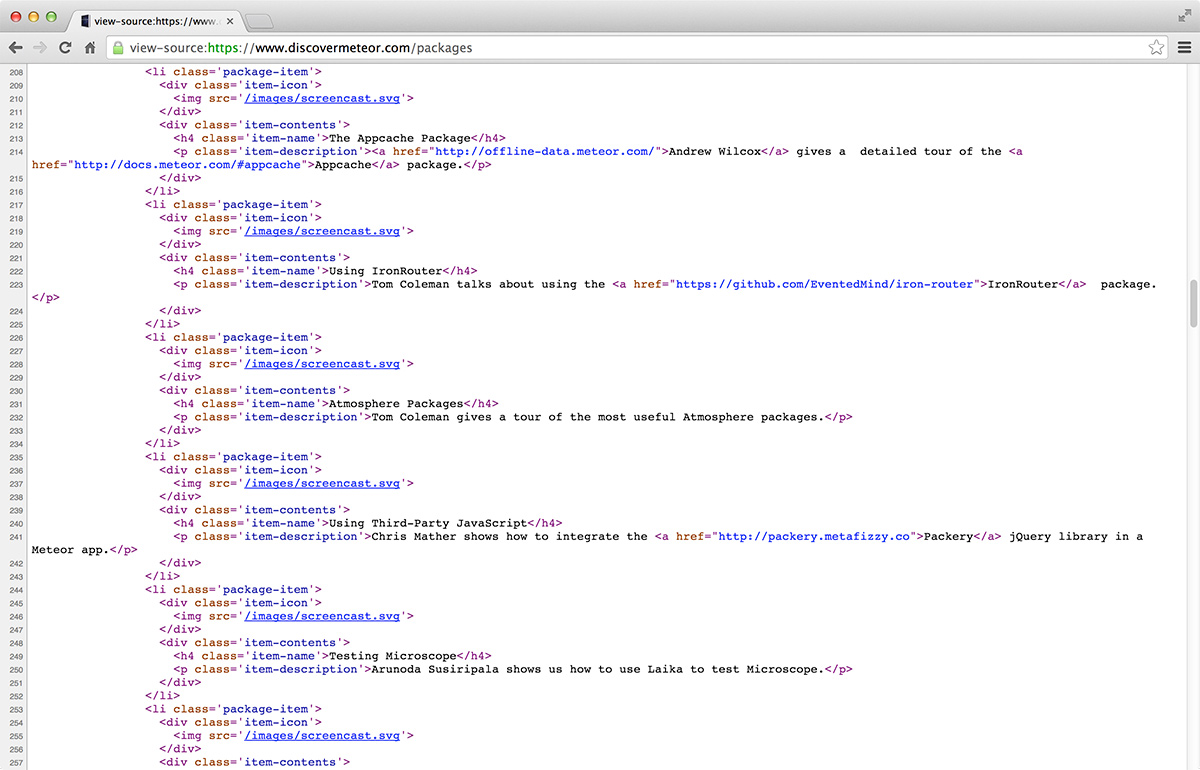 view-source:https://www.
view-source:https://www.discovermeteor.com/packages
208 <li class='package-item'>
209 <div class='item-icon'>
210 <img src='/images/screencast.svg'>
211 </div>
212 <div class='item-contents'>
213 <h4 class='item-name'>The Appcache Package</h4>
214 <p class='item-description'><a href="http://offline-data.meteor.com/">Andrew Wilcox</a> gives a  detailed tour of the <a
href="http://docs.meteor.com/#appcache">Appcache</a> package.</p>
215 </div>
216 </li>
217 <li class='package-item'>
218 <div class='item-icon'>
219 <img src='/images/screencast.svg'>
220 </div>
221 <div class='item-contents'>
222 <h4 class='item-name'>Using IronRouter</h4>
223 <p class='item-description'>Tom Coleman talks about using the <a href="https://github.com/EventedMind/iron-router">IronRouter</a>  package.
</p>
224 </div>
225 </li>
226 <li class='package-item'>
227 <div class='item-icon'>
228 <img src='/images/screencast.svg'>
229 </div>
230 <div class='item-contents'>
231 <h4 class='item-name'>Atmosphere Packages</h4>
232 <p class='item-description'>Tom Coleman gives a tour of the most useful Atmosphere packages.</p>
233 </div>
234 </li>
235 <li class='package-item'>
236 <div class='item-icon'>
237 <img src='/images/screencast.svg'>
238 </div>
239 <div class='item-contents'>
240 <h4 class='item-name'>Using Third-Party JavaScript</h4>
241 <p class='item-description'>Chris Mather shows how to integrate the <a href="http://packery.metafizzy.co">Packery</a> jQuery library in a
Meteor app.</p>
242 </div>
243 </li>
244 <li class='package-item'>
245 <div class='item-icon'>
246 <img src='/images/screencast.svg'>
247 </div>
248 <div class='item-contents'>
249 <h4 class='item-name'>Testing Microscope</h4>
250 <p class='item-description'>Arunoda Susiripala shows us how to use Laika to test Microscope.</p>
251 </div>
252 </li>
253 <li class='package-item'>
254 <div class='item-icon'>
255 <img src='/images/screencast.svg'>
256 </div>
257 <div class='item-contents'>